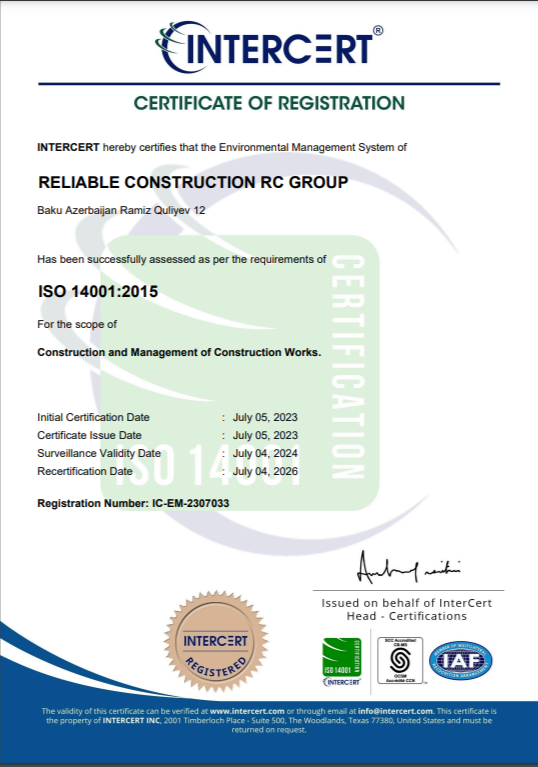 INTERCERT®
CERTIFICATE OF REGISTRATION
INTERCERT hereby certifies that the Environmental Management System of
RELIABLE CONSTRUCTION RC GROUP
Baku Azerbaijan Ramiz Quliyev 12
Has been successfully assessed as per the requirements of
ISO 14001:2015
For the scope of
Construction and Management of Construction Works.
Initial Certification Date : July 05, 2023
Certificate Issue Date : July 05, 2023
Surveillance Validity Date : July 04, 2024
Recertification Date : July 04, 2026
Registration Number: IC-EM-2307033
CERTIFICATION
ISO 14001
Issued on behalf of InterCert
Head - Certifications
INTERCERT
REGISTERED
ISO 14001
CERTIFICATION
INTERCERT
SCC Accredited
CB-MS
OCSM
Accrédité CCN
MEMBER OF MULTILATERAL
IAF
RECOGNITION ARRANGEMENT
The validity of this certificate can be verified at www.intercert.com or through email at info@intercert.com. This certificate is
the property of INTERCERT INC, 2001 Timberloch Place - Suite 500, The Woodlands, Texas 77380, United States and must be
returned on request.